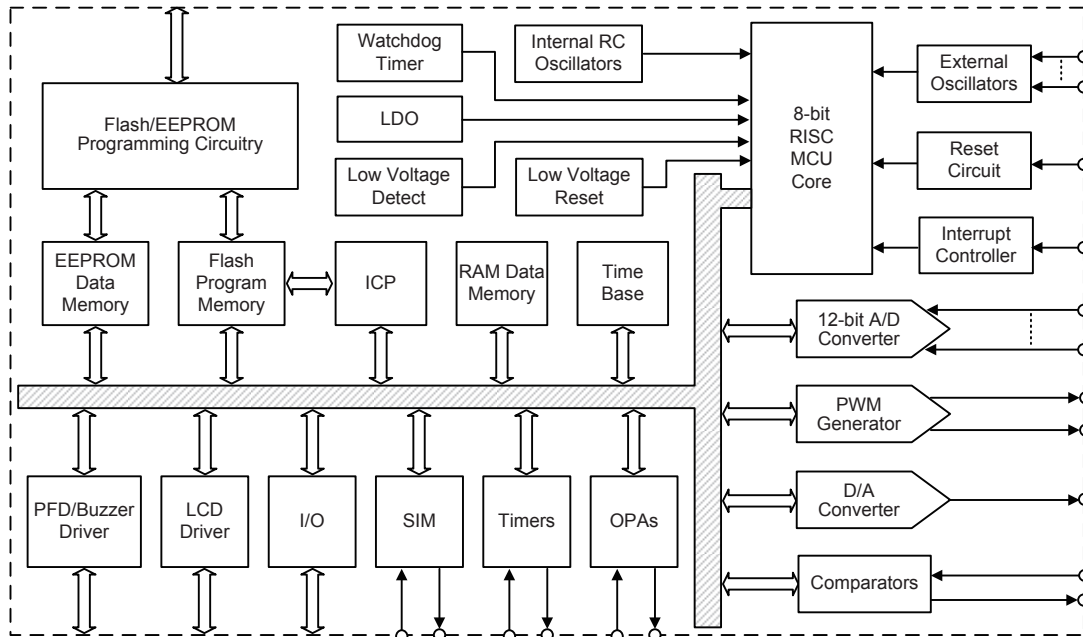 Watchdog
Timer
Internal RC
Oscillators
External
Oscillators
Flash/EEPROM
Programming Circuitry
LDO
8-bit
RISC
MCU
Core
Low Voltage
Detect
Low Voltage
Reset
Reset
Circuit
Interrupt
Controller
EEPROM
Data
Memory
Flash
Program
Memory
ICP
RAM Data
Memory
Time
Base
12-bit A/D
Converter
PWM
Generator
PFD/Buzzer
Driver
LCD
Driver
I/O
SIM
Timers
OPAs
D/A
Converter
Comparators